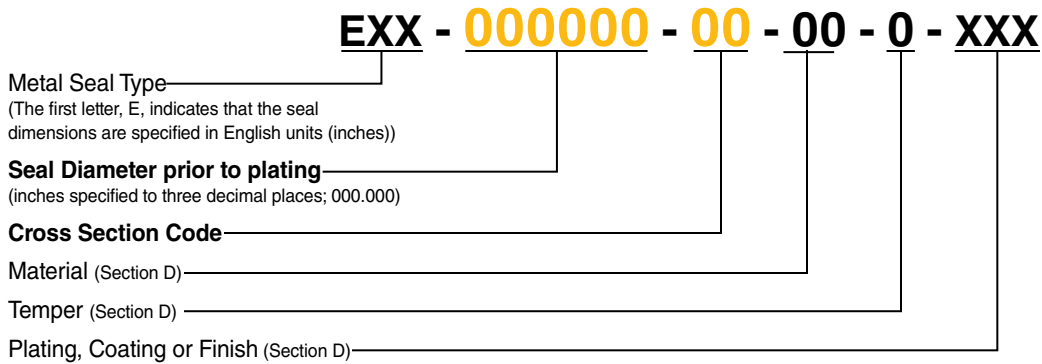 EXX - 000000 - 00 - 00 - 0 - XXX
Metal Seal Type
(The first letter, E, indicates that the seal
dimensions are specified in English units (inches))
Seal Diameter prior to plating
(inches specified to three decimal places; 000.000)
Cross Section Code
Material (Section D)
Temper (Section D)
Plating, Coating or Finish (Section D)